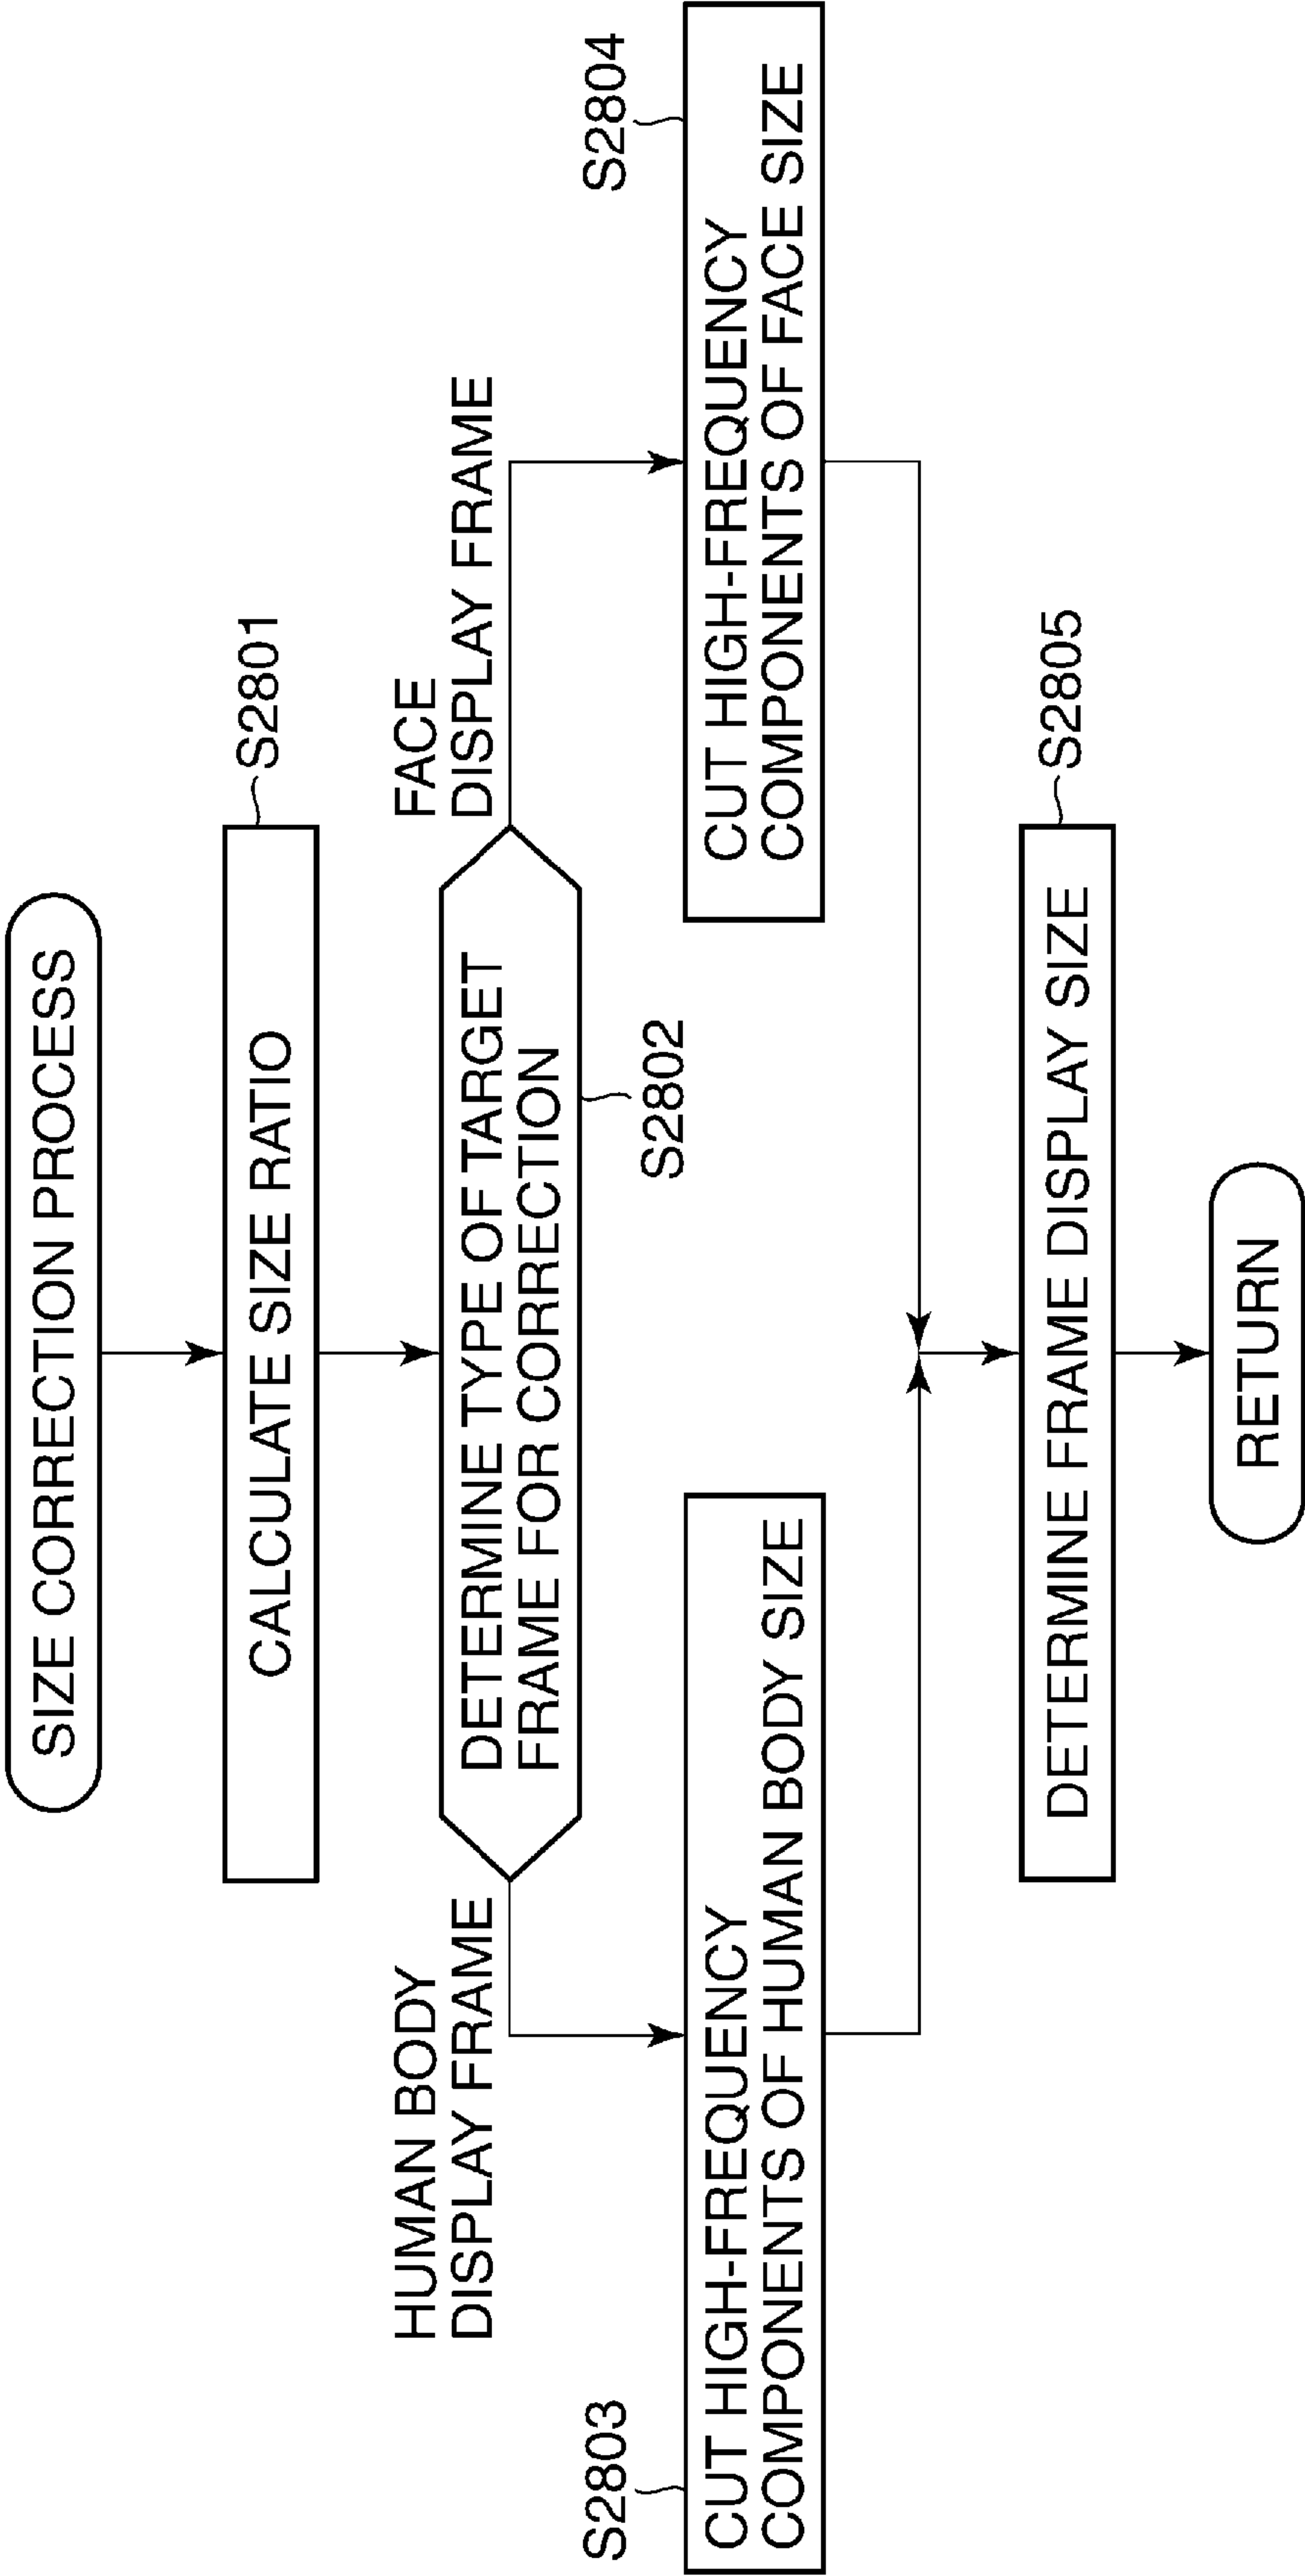 SIZE CORRECTION PROCESS
CALCULATE SIZE RATIO
S2801
HUMAN BODY
DISPLAY FRAME
DETERMINE TYPE OF TARGET
FRAME FOR CORRECTION
FACE
DISPLAY FRAME
S2802
S2803
CUT HIGH-FREQUENCY
COMPONENTS OF HUMAN BODY SIZE
S2804
CUT HIGH-FREQUENCY
COMPONENTS OF FACE SIZE
DETERMINE FRAME DISPLAY SIZE
S2805
RETURN